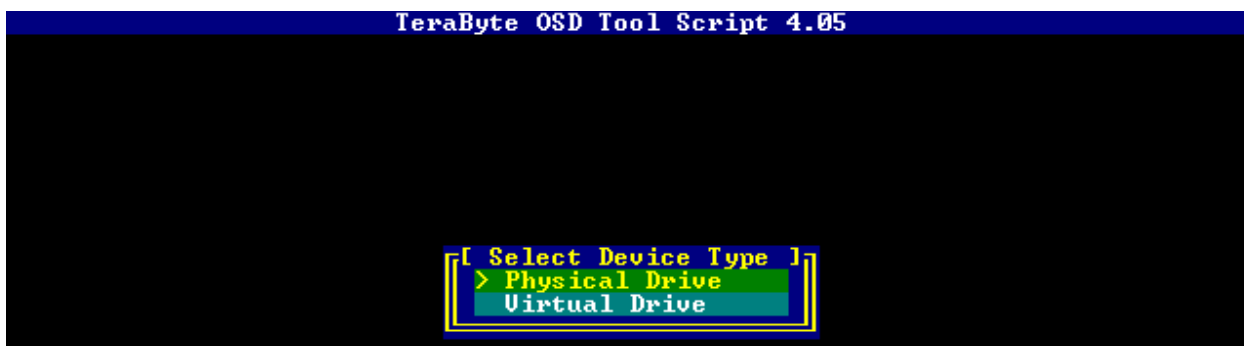 TeraByte OSD Tool Script 4.05
[ Select Device Type ]
> Physical Drive
Virtual Drive